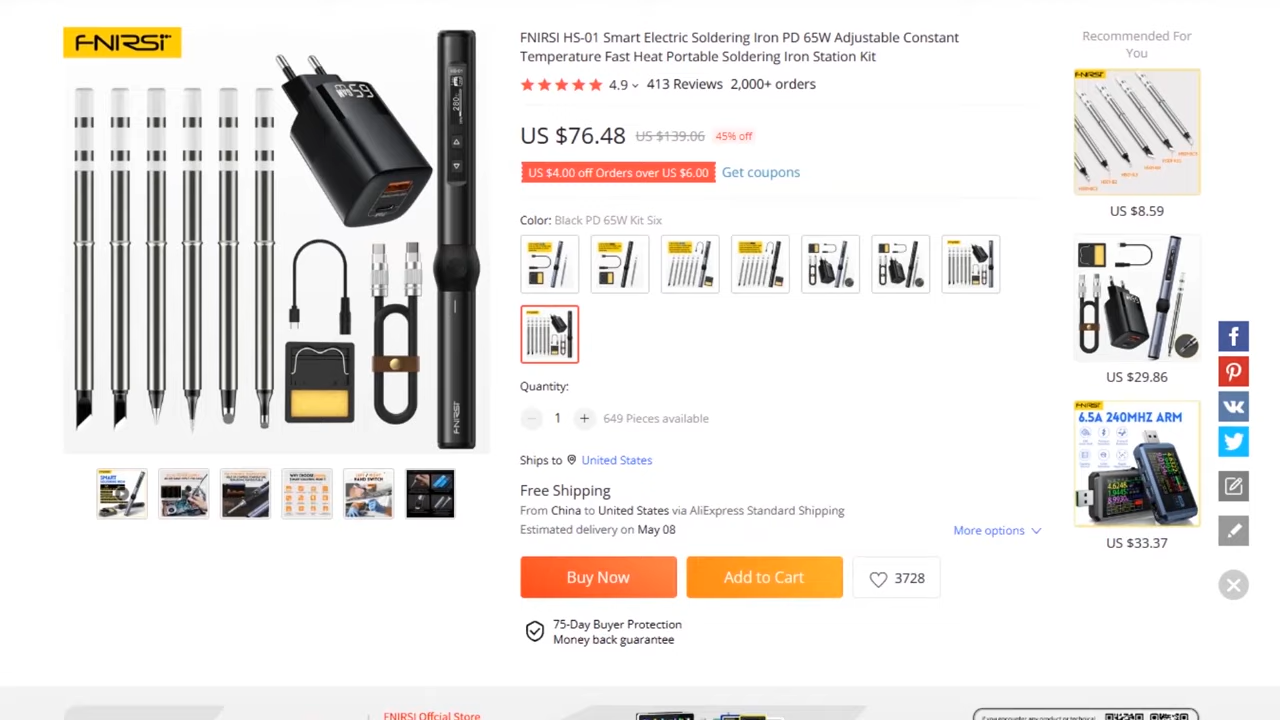 FNIRSI
FNIRSI HS-01 Smart Electric Soldering Iron PD 65W Adjustable Constant
Temperature Fast Heat Portable Soldering Iron Station Kit
4.9
413 Reviews
2,000+ orders
US $76.48
US $139.06
45% off
US $4.00 off Orders over US $6.00
Get coupons
Color: Black PD 65W Kit Six
Quantity:
1
649 Pieces available
Ships to
United States
Free Shipping
From China to United States via AliExpress Standard Shipping
Estimated delivery on May 08
More options
Buy Now
Add to Cart
3728
75-Day Buyer Protection
Money back guarantee
FNIRSI Offcial Store
Recommended For
You
FNIRSI
US $8.59
US $29.86
FNIRSI
6.5A 240MHZ ARM
US $33.37
280
FNIRSI